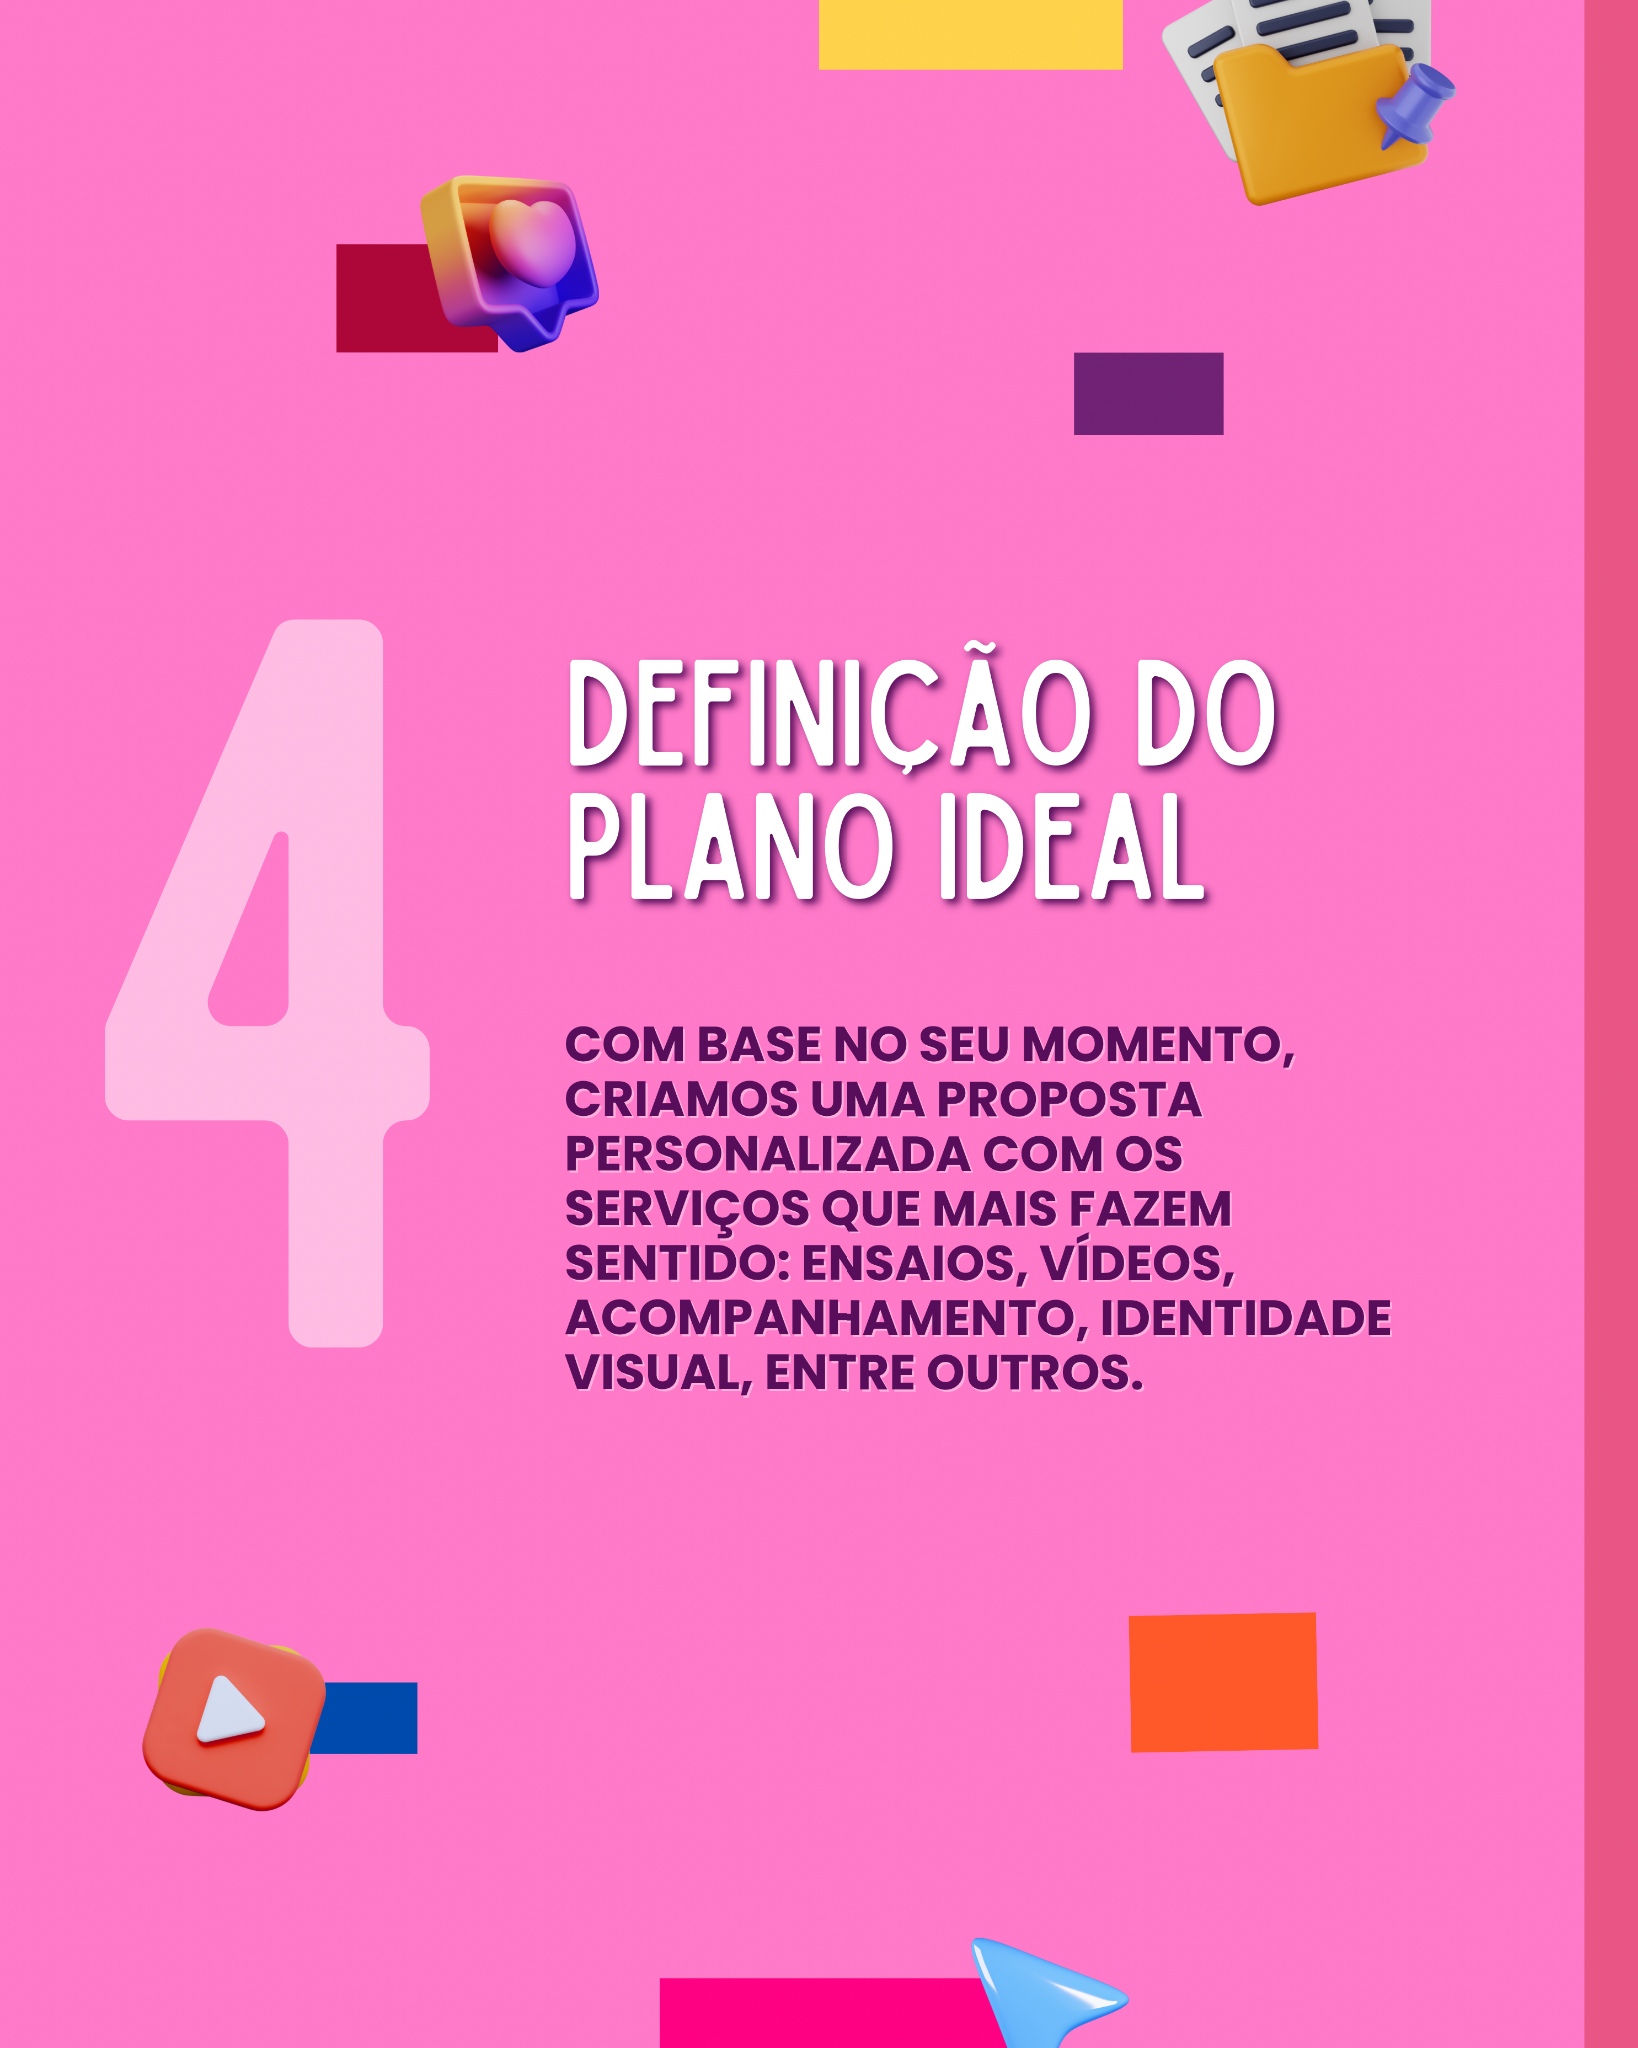 4
DEFINIÇÃO DO
PLANO IDEAL
COM BASE NO SEU MOMENTO,
CRIAMOS UMA PROPOSTA
PERSONALIZADA COM OS
SERVIÇOS QUE MAIS FAZEM
SENTIDO: ENSAIOS, VÍDEOS,
ACOMPANHAMENTO, IDENTIDADE
VISUAL, ENTRE OUTROS.